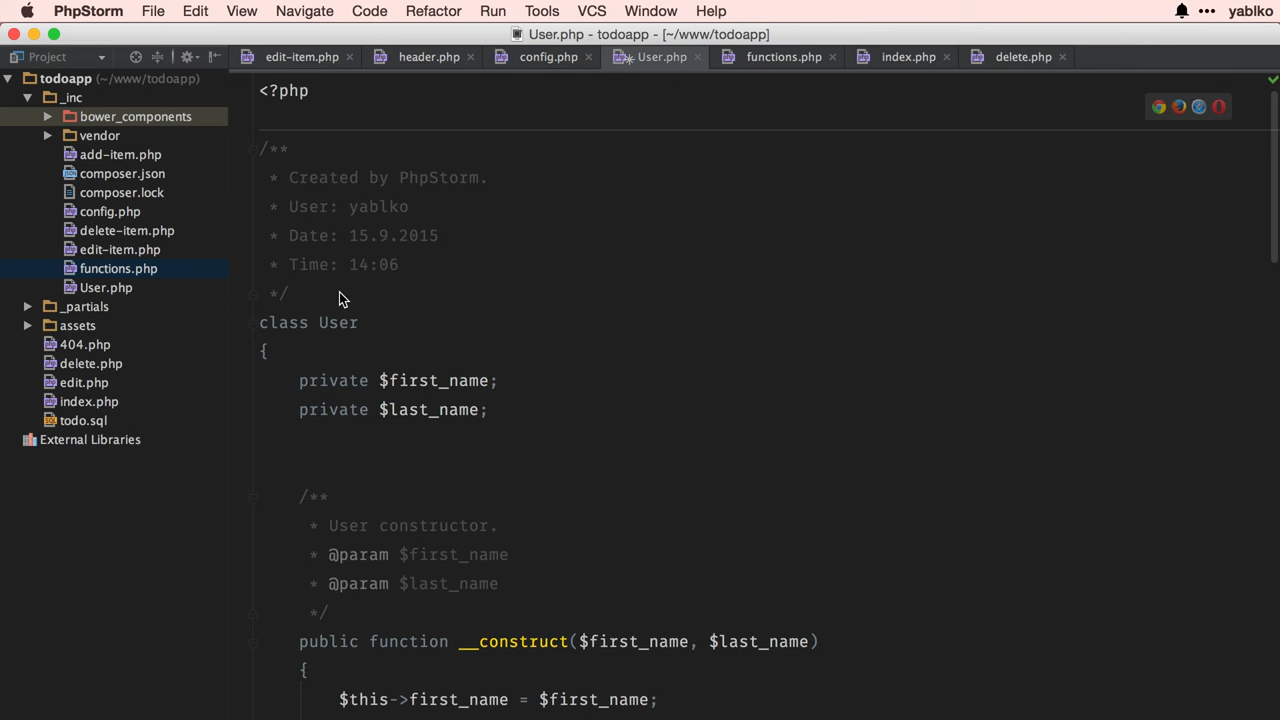 PhpStorm File Edit View Navigate Code Refactor Run Tools VCS Window Help yablko
User.php - todoapp - [~/www/todoapp]
Project edit-item.php header.php config.php User.php functions.php index.php delete.php
todoapp (~/www/todoapp)
_inc
bower_components
vendor
add-item.php
composer.json
composer.lock
config.php
delete-item.php
edit-item.php
functions.php
User.php
_partials
assets
404.php
delete.php
edit.php
index.php
todo.sql
External Libraries
<?php
/**
* Created by PhpStorm.
* User: yablko
* Date: 15.9.2015
* Time: 14:06
*/
class User
{
private $first_name;
private $last_name;
/**
* User constructor.
* @param $first_name
* @param $last_name
*/
public function __construct($first_name, $last_name)
{
$this->first_name = $first_name;